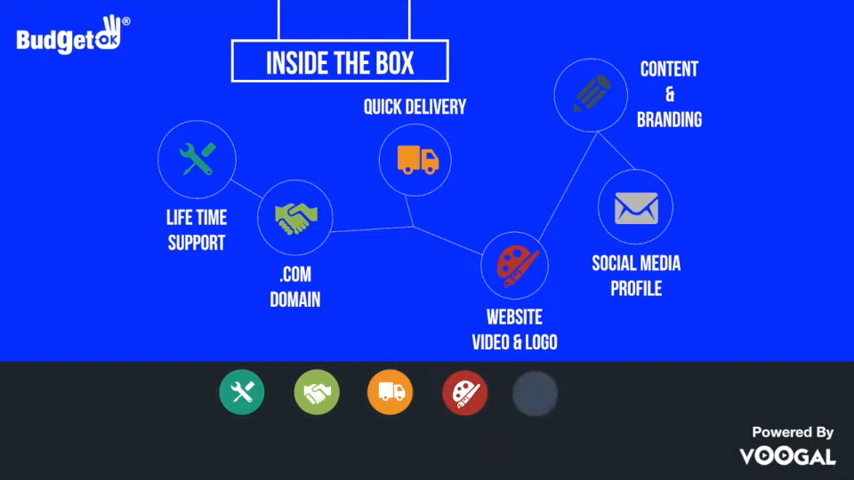 BudgetOK®
INSIDE THE BOX
CONTENT
&
BRANDING
QUICK DELIVERY
LIFE TIME
SUPPORT
.COM
DOMAIN
SOCIAL MEDIA
PROFILE
WEBSITE
VIDEO & LOGO
Powered By
VOOGAL